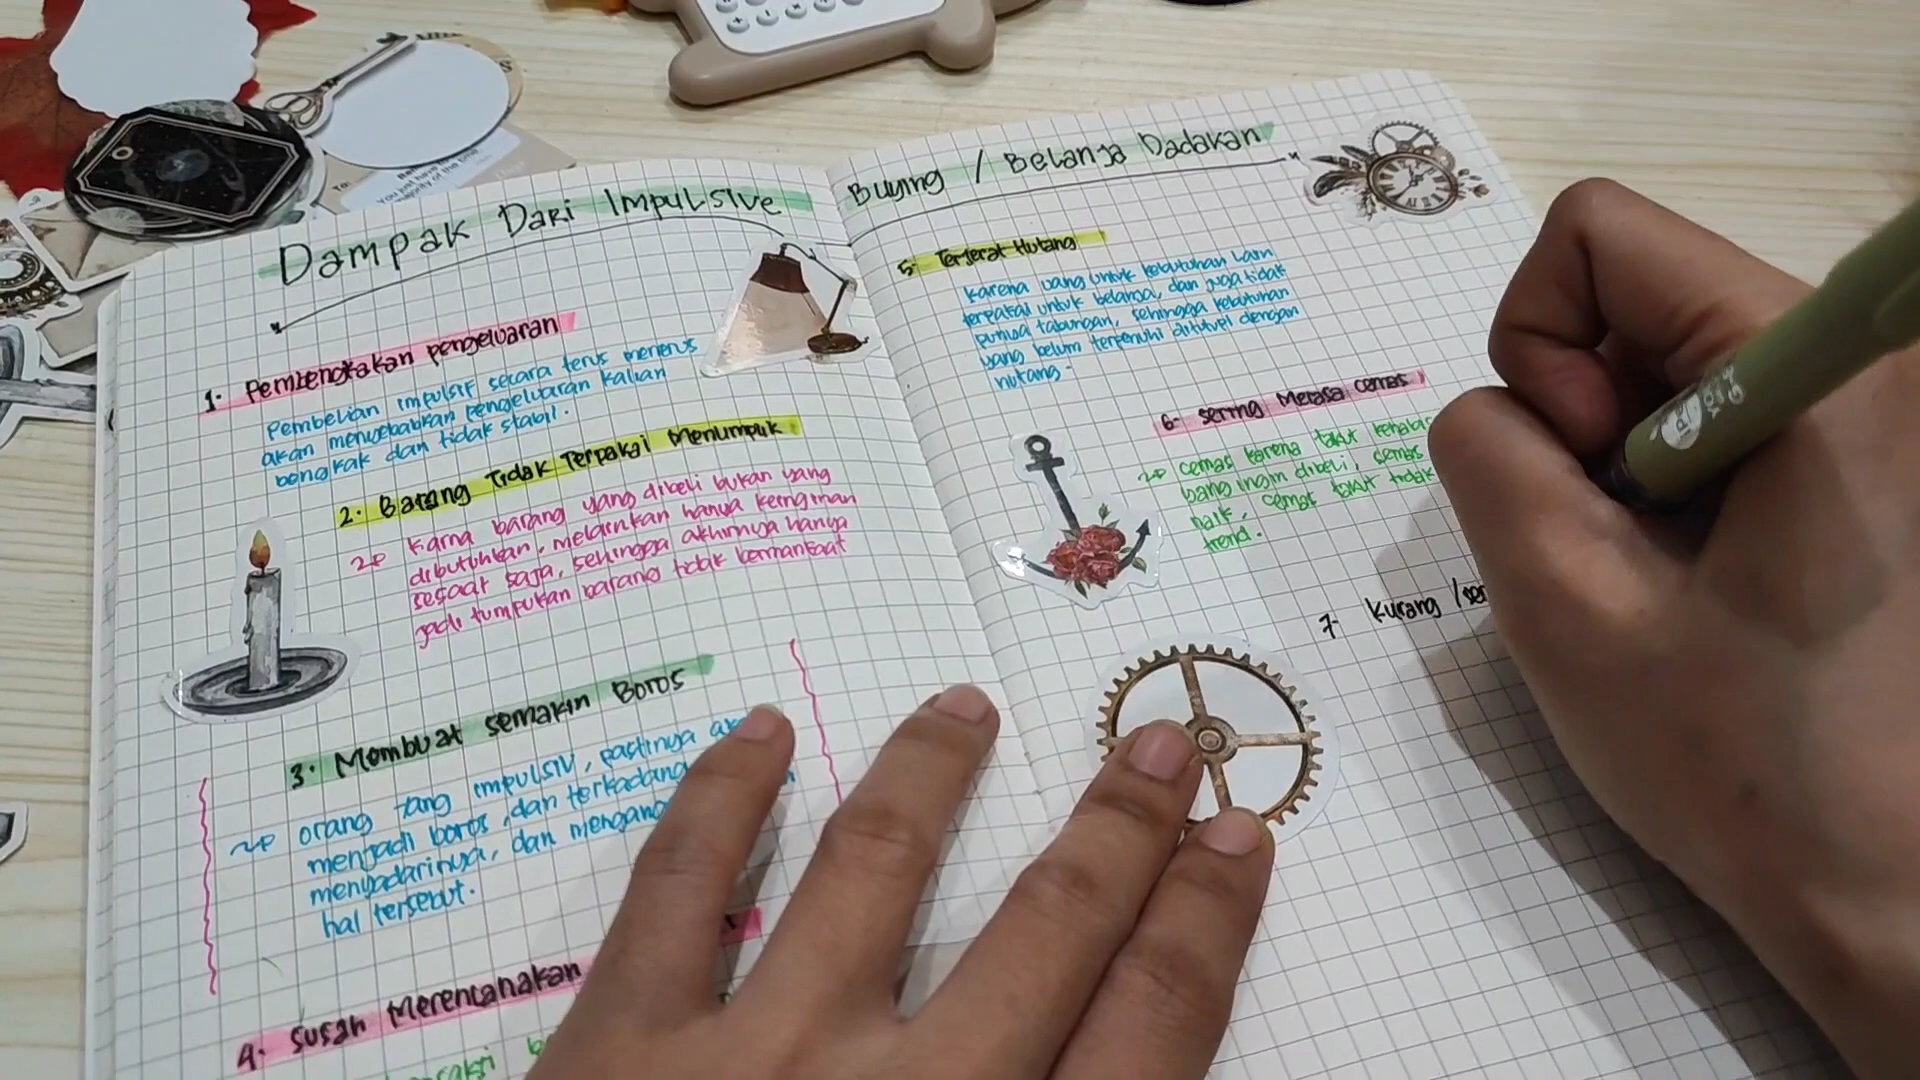 Dampak Dari Impulsive Buying / Belanja Dadakan
1. Pembengkakan pengeluaran
Pembelian impulsif secara terus menerus
akan menyebabkan pengeluaran kalian
bengkak dan tidak stabil.
2. Barang Tidak Terpakai Menumpuk
karna barang yang dibeli bukan yang
dibutuhkan, melainkan hanya keinginan
sesaat saja, sehingga akhirnya hanya
jadi tumpukan barang tidak bermanfaat
3. Membuat semakin Boros
orang yang impulsiv, pastinya
menjadi boros, dan terkadang
menyadarinya, dan
hal tersebut.
4. Susah Merencanakan
5. Terjerat Hutang
karena uang untuk kebutuhan lain
terpakai untuk belanja, dan juga tidak
punya tabungan, sehingga kebutuhan
yang belum terpenuhi ditutupi dengan
hutang.
6. Sering Merasa cemas
cemas karena takut
yang ingin dibeli, cemas
naik, cemas takut tidak
trend.
7. Kurang /